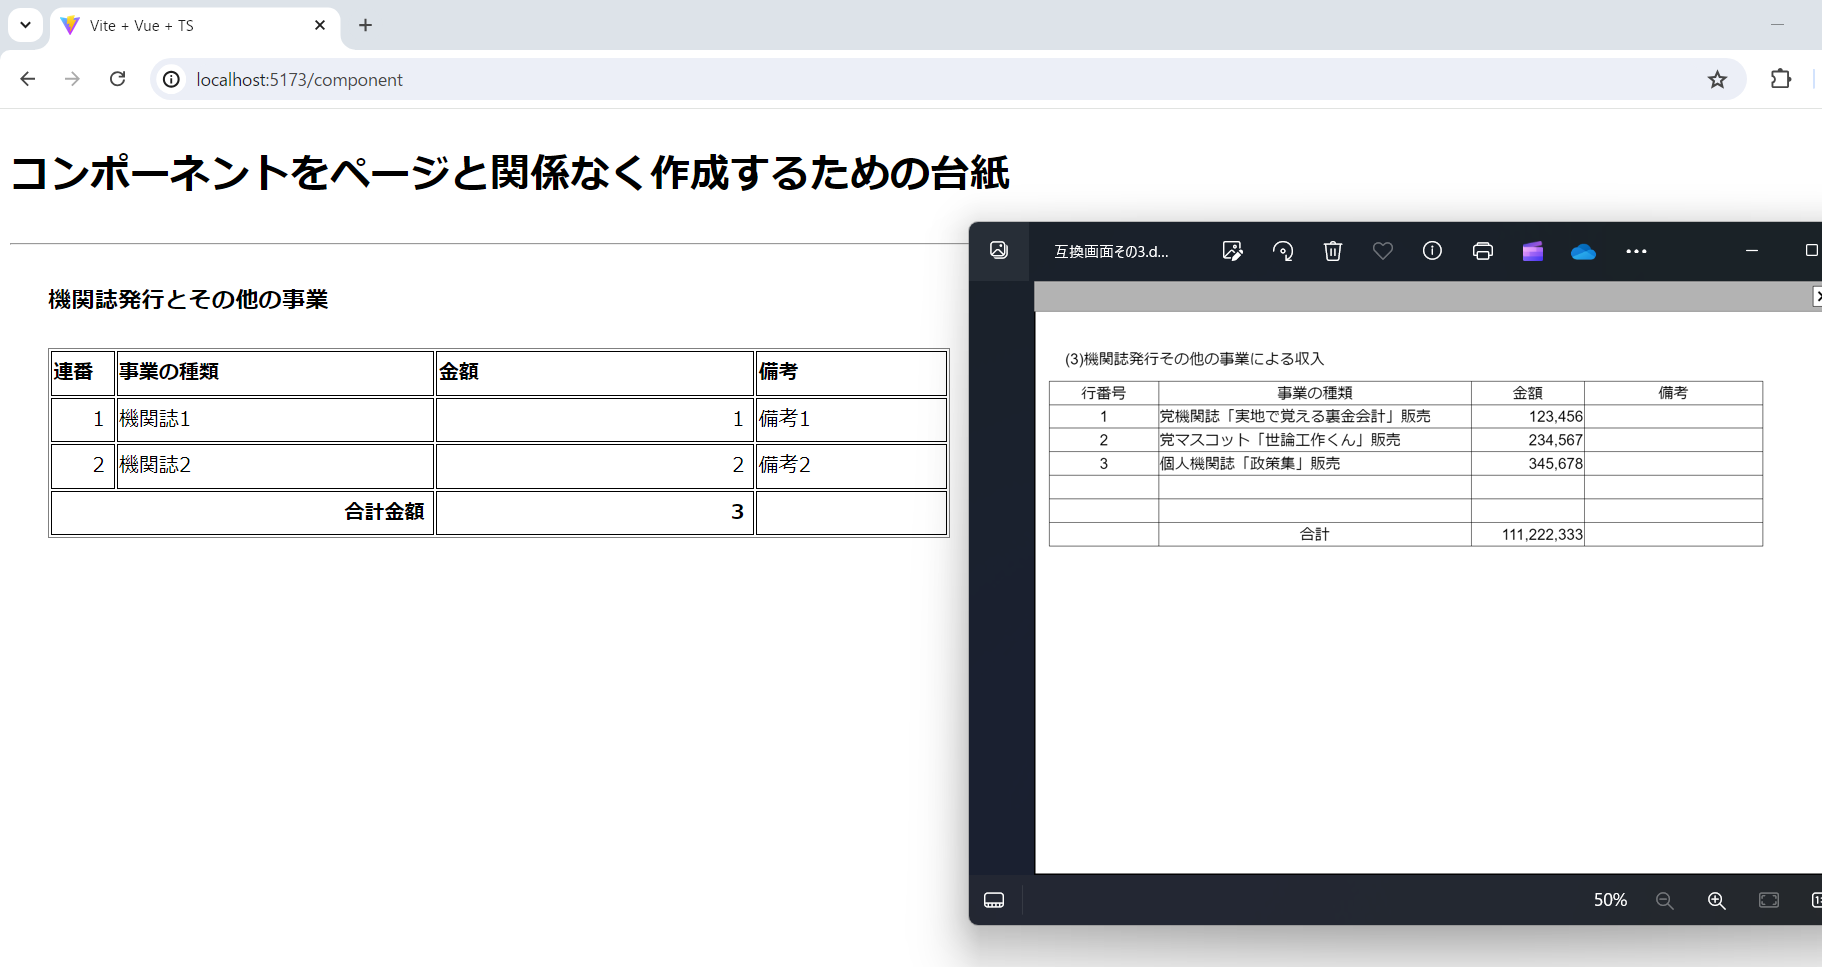 Vite + Vue + TS
localhost:5173/component
コンポーネントをページと関係なく作成するための台紙
機関誌発行とその他の事業
連番 事業の種類 金額 備考
1 機関誌1 1 備考1
2 機関誌2 2 備考2
合計金額 3
互換画面その3.d...
(3)機関誌発行その他の事業による収入
行番号 事業の種類 金額 備考
1 党機関誌「実地で覚える裏金会計」販売 123,456
2 党マスコット「世論工作くん」販売 234,567
3 個人機関誌「政策集」販売 345,678
合計 111,222,333
50%